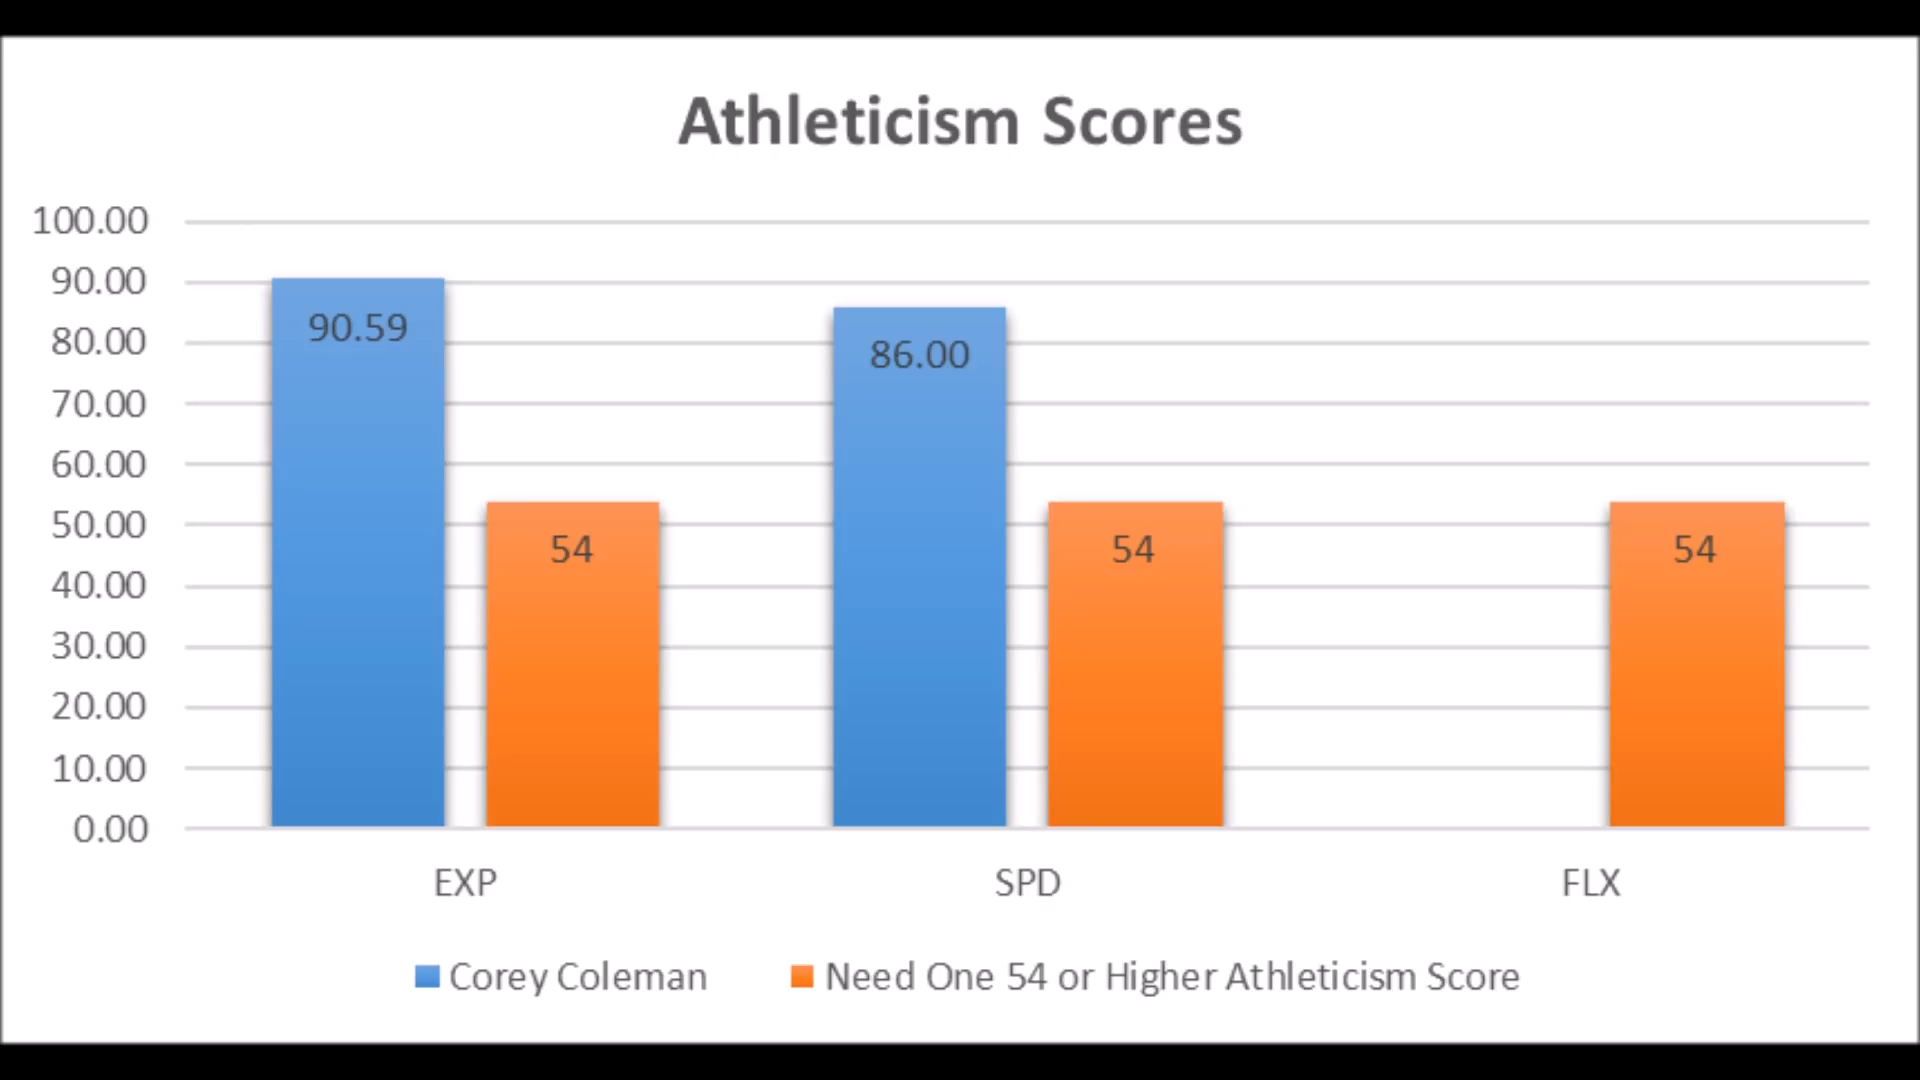 Athleticism Scores
100.00
90.00
80.00
70.00
60.00
50.00
40.00
30.00
20.00
10.00
0.00
90.59
54
86.00
54
54
EXP
SPD
FLX
Corey Coleman
Need One 54 or Higher Athleticism Score